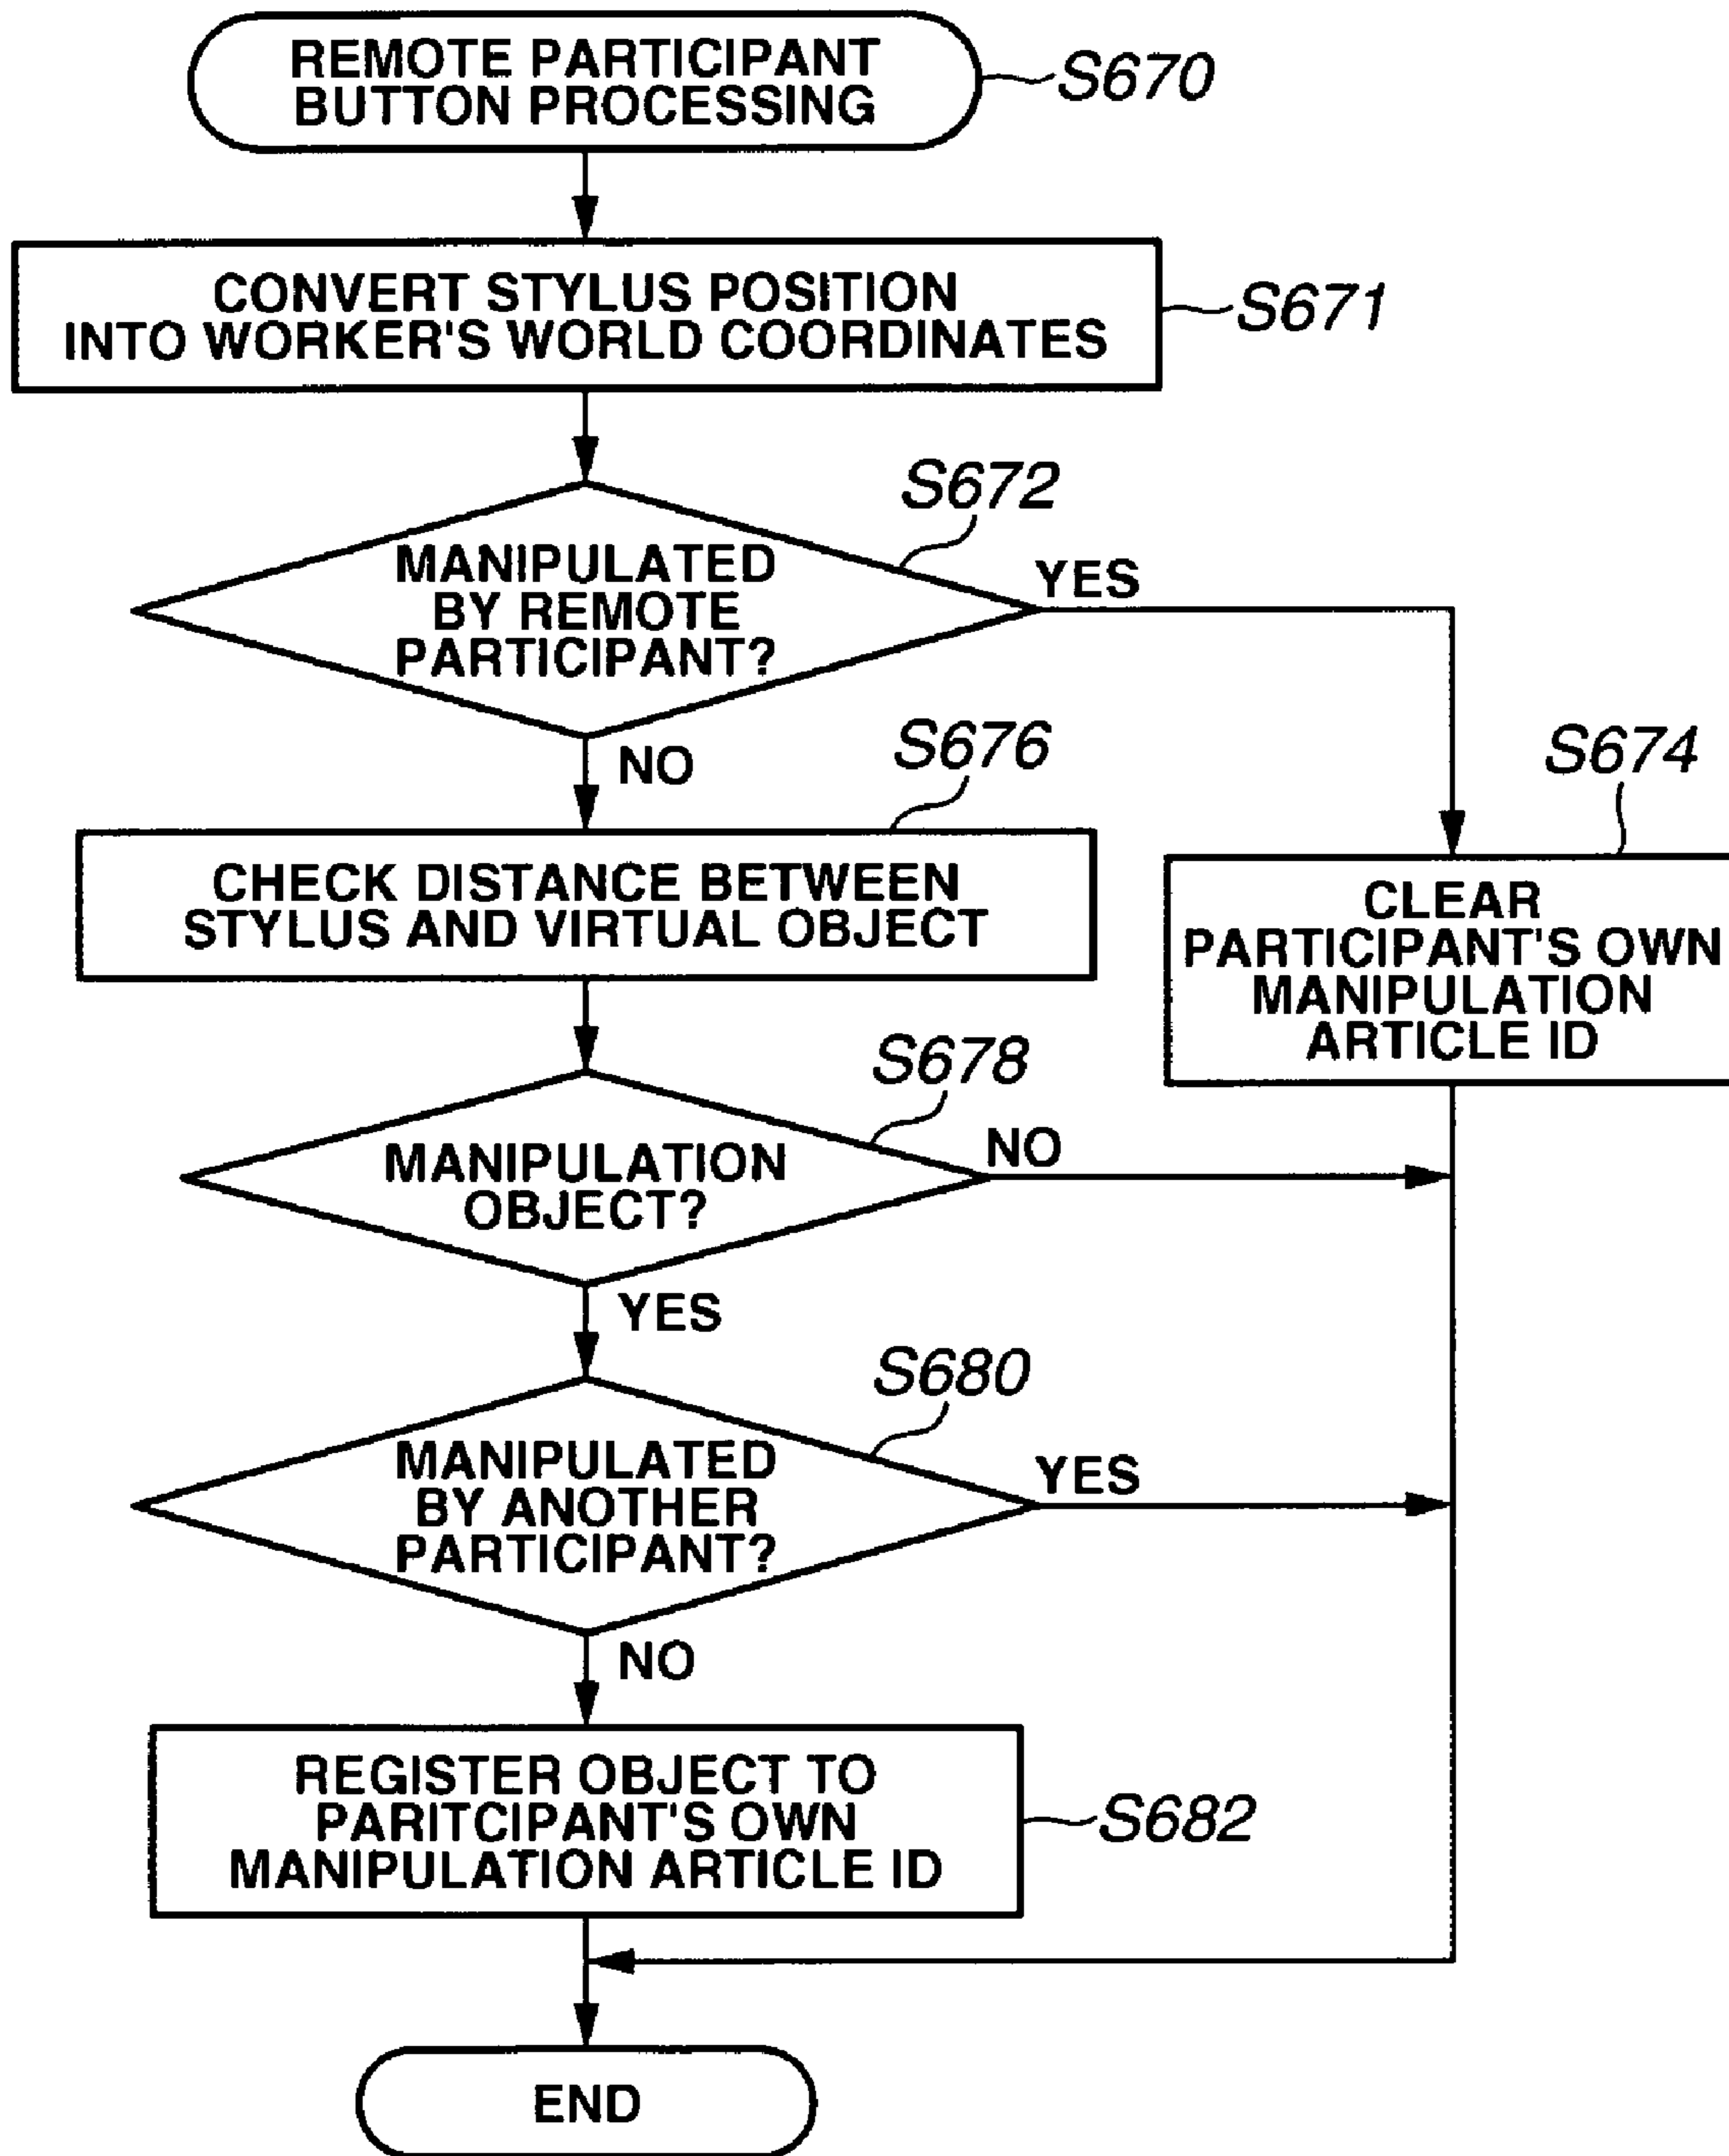 REMOTE PARTICIPANT
BUTTON PROCESSING
S670
CONVERT STYLUS POSITION
INTO WORKER'S WORLD COORDINATES
S671
S672
MANIPULATED
BY REMOTE
PARTICIPANT?
YES
NO
S676
S674
CHECK DISTANCE BETWEEN
STYLUS AND VIRTUAL OBJECT
CLEAR
PARTICIPANT'S OWN
MANIPULATION
ARTICLE ID
S678
MANIPULATION
OBJECT?
NO
YES
S680
MANIPULATED
BY ANOTHER
PARTICIPANT?
YES
NO
REGISTER OBJECT TO
PARITCIPANT'S OWN
MANIPULATION ARTICLE ID
S682
END